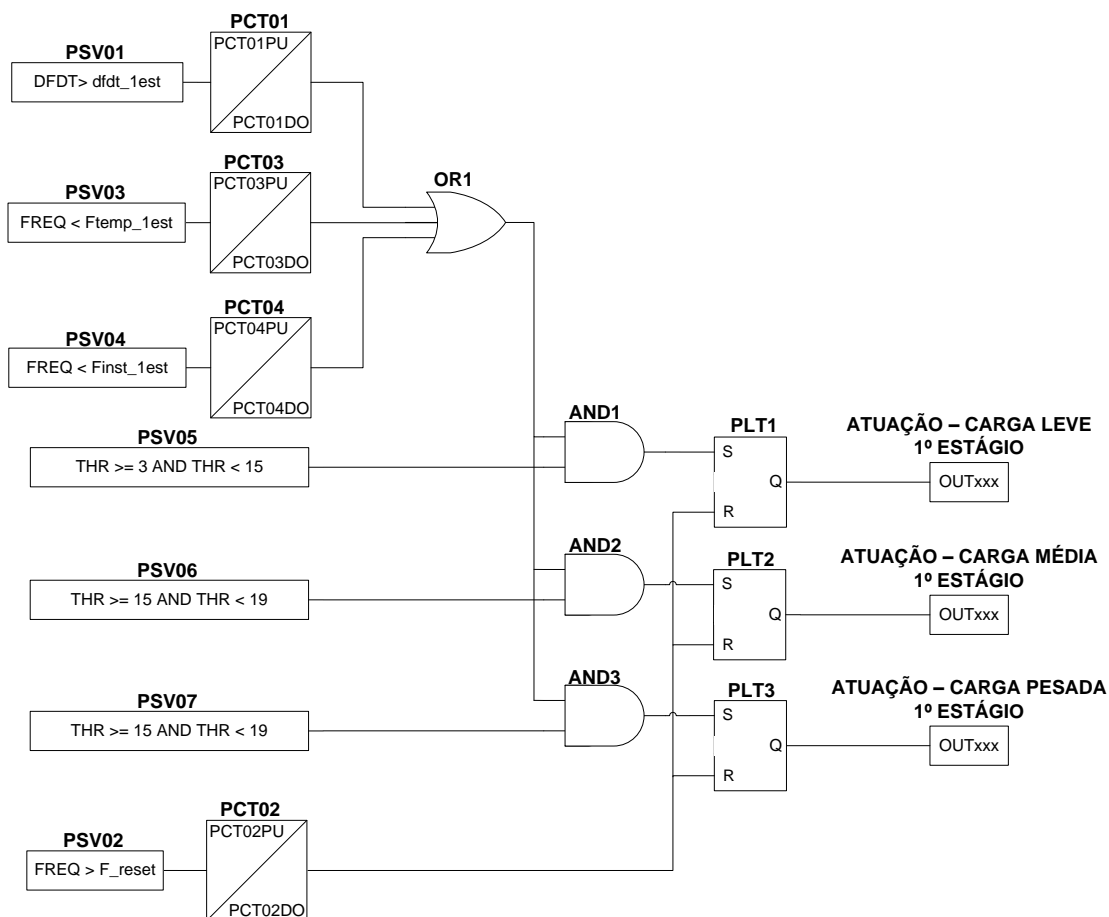 PCT01
PSV01
PCT01PU
DFDT> dfdt_1est
PCT01DO
PCT03
PSV03
PCT03PU
FREQ < Ftemp_1est
PCT03DO
OR1
PCT04
PSV04
PCT04PU
FREQ < Finst_1est
PCT04DO
PSV05
THR >= 3 AND THR < 15
AND1
PLT1
S
Q
R
ATUAÇÃO – CARGA LEVE
1º ESTÁGIO
OUTxxx
PSV06
THR >= 15 AND THR < 19
AND2
PLT2
S
Q
R
ATUAÇÃO – CARGA MÉDIA
1º ESTÁGIO
OUTxxx
PSV07
THR >= 15 AND THR < 19
AND3
PLT3
S
Q
R
ATUAÇÃO – CARGA PESADA
1º ESTÁGIO
OUTxxx
PCT02
PSV02
PCT02PU
FREQ > F_reset
PCT02DO